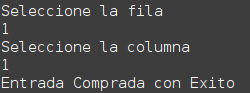 Seleccione la fila
1
Seleccione la columna
1
Entrada Comprada con Exito